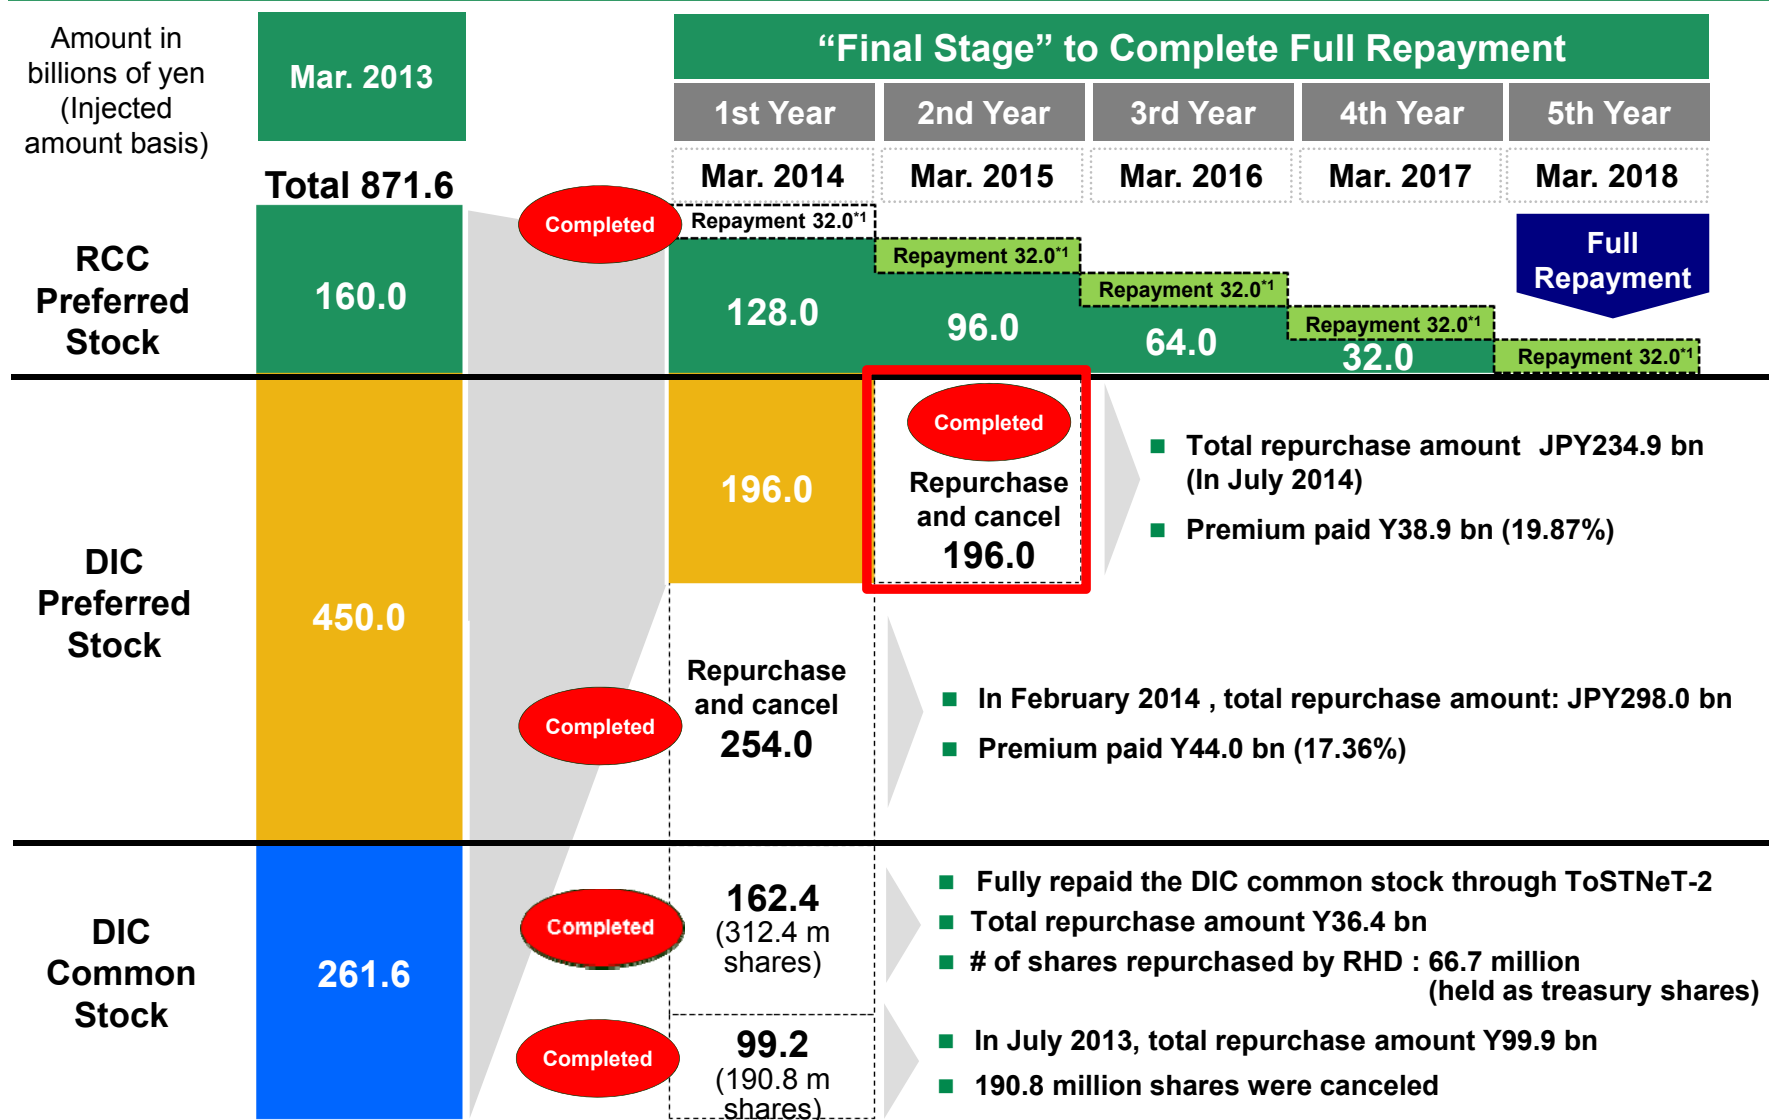 Amount in
billions of yen
(Injected
amount basis)
Mar. 2013
“Final Stage” to Complete Full Repayment
1st Year
2nd Year
3rd Year
4th Year
5th Year
Mar. 2014
Mar. 2015
Mar. 2016
Mar. 2017
Mar. 2018
Total 871.6
RCC
Preferred
Stock
160.0
Completed
Repayment 32.0*1
128.0
Repayment 32.0*1
96.0
Repayment 32.0*1
64.0
Repayment 32.0*1
32.0
Full
Repayment
Repayment 32.0*1
DIC
Preferred
Stock
450.0
196.0
Completed
Repurchase
and cancel
196.0
■ Total repurchase amount JPY234.9 bn
(In July 2014)
■ Premium paid Y38.9 bn (19.87%)
Completed
Repurchase
and cancel
254.0
■ In February 2014 , total repurchase amount: JPY298.0 bn
■ Premium paid Y44.0 bn (17.36%)
DIC
Common
Stock
261.6
Completed
162.4
(312.4 m
shares)
■ Fully repaid the DIC common stock through ToSTNeT-2
■ Total repurchase amount Y36.4 bn
■ # of shares repurchased by RHD : 66.7 million
(held as treasury shares)
Completed
99.2
(190.8 m
shares)
■ In July 2013, total repurchase amount Y99.9 bn
■ 190.8 million shares were canceled